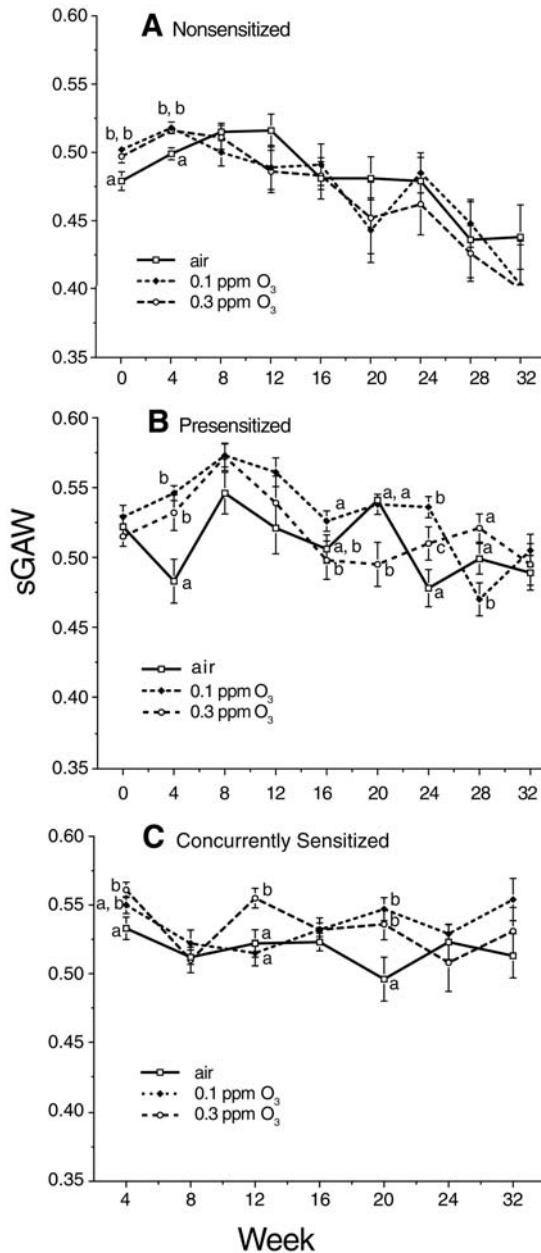 A Nonsensitized
0.60
0.55
0.50
0.45
0.40
0.35
b, b
b, b
a
a
air
0.1 ppm O₃
0.3 ppm O₃
0 4 8 12 16 20 24 28 32
B Presensitized
0.60
0.55
0.50
0.45
0.40
0.35
b
b
a
a
a, b
b
a, a
b
b
c
a
a
a
b
air
0.1 ppm O₃
0.3 ppm O₃
0 4 8 12 16 20 24 28 32
sGAW
C Concurrently Sensitized
0.60
0.55
0.50
0.45
0.40
0.35
b
a, b
a
b
a
a
b
b
a
air
0.1 ppm O₃
0.3 ppm O₃
4 8 12 16 20 24 32
Week